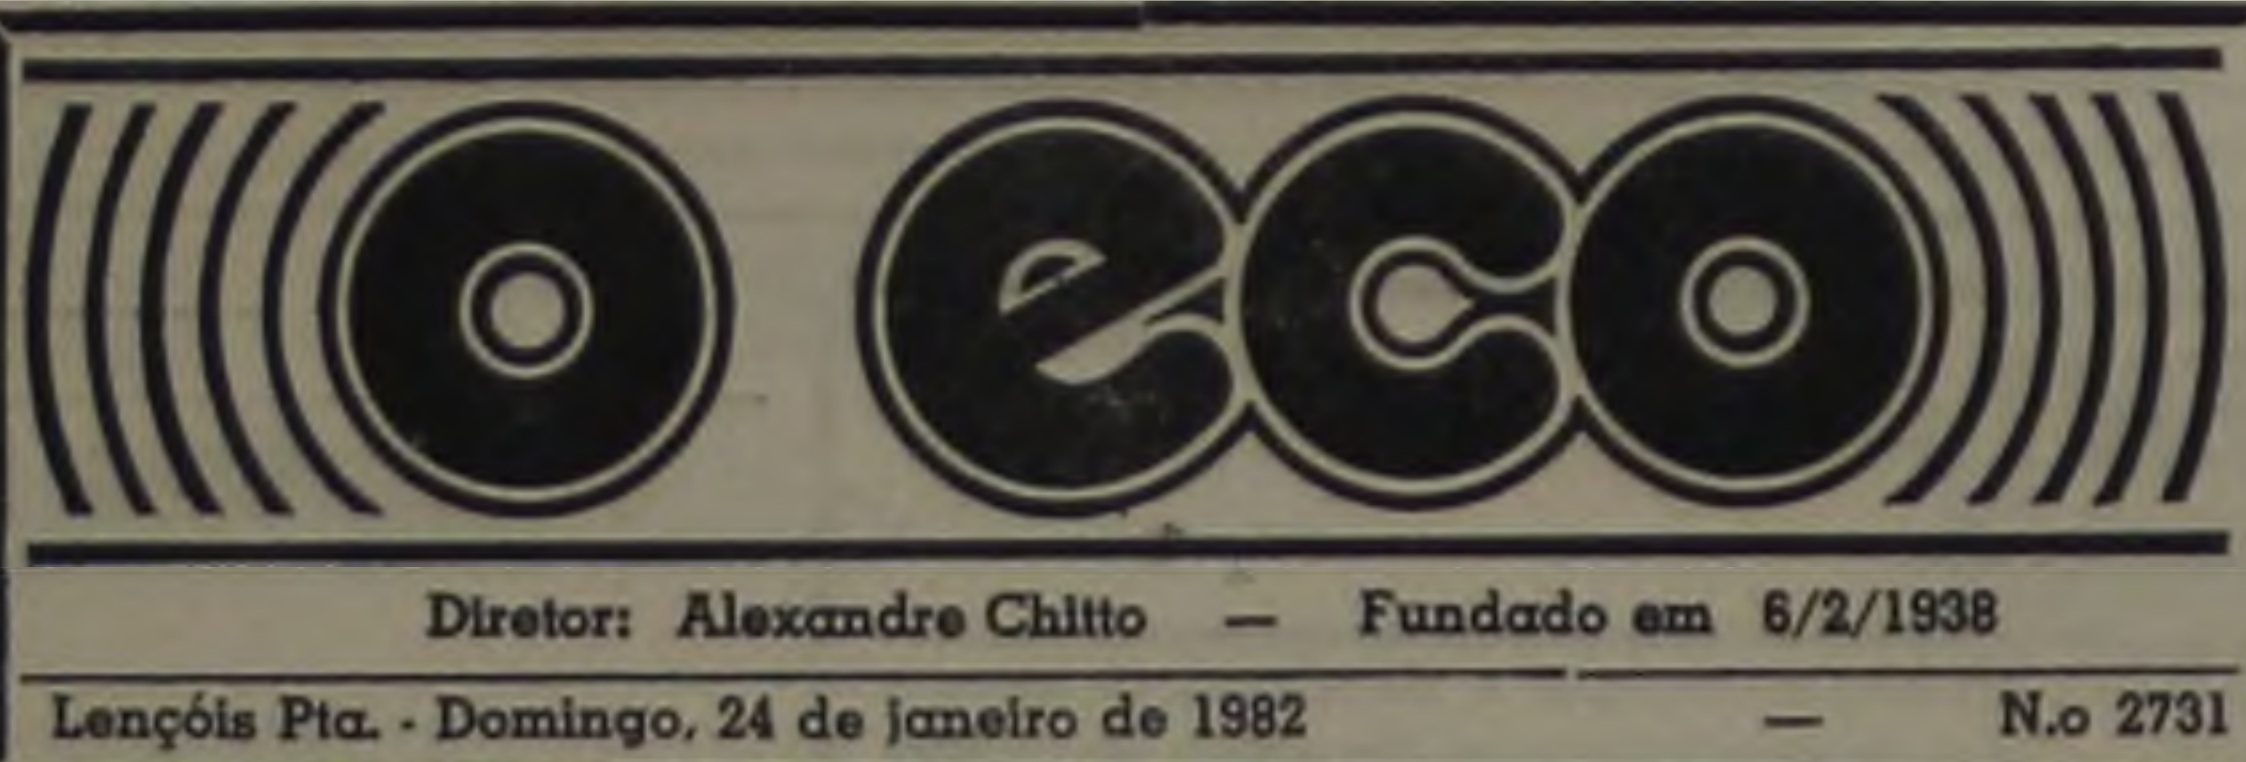 o eco
Diretor: Alexandre Chitto — Fundado em 6/2/1938
Lençóis Pta. - Domingo, 24 de janeiro de 1982 — N.o 2731